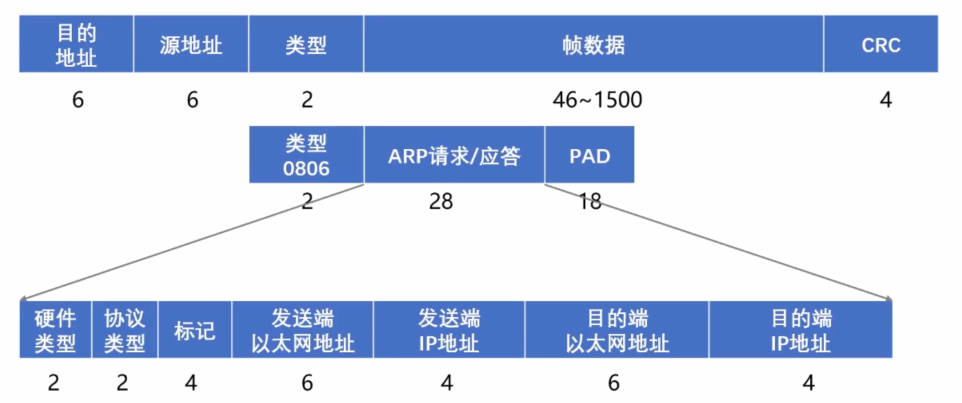 目的
地址
源地址
类型
帧数据
CRC
6
6
2
46~1500
4
类型
0806
ARP请求/应答
PAD
2
28
18
硬件
类型
协议
类型
标记
发送端
以太网地址
发送端
IP地址
目的端
以太网地址
目的端
IP地址
2
2
4
6
4
6
4